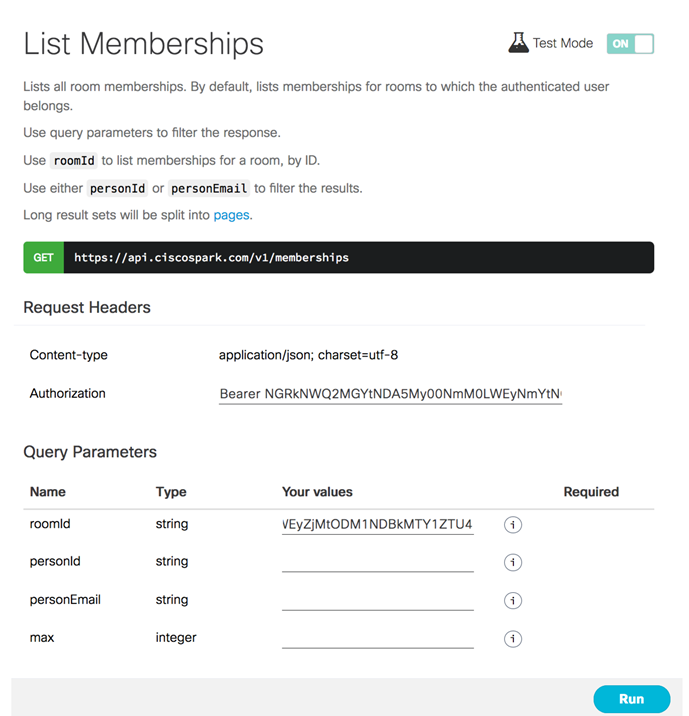 List Memberships
Test Mode ON
Lists all room memberships. By default, lists memberships for rooms to which the authenticated user
belongs.
Use query parameters to filter the response.
Use roomId to list memberships for a room, by ID.
Use either personId or personEmail to filter the results.
Long result sets will be split into pages.
GET https://api.ciscospark.com/v1/memberships
Request Headers
Content-type application/json; charset=utf-8
Authorization Bearer NGRkNWQ2MGYtNDA5My00NmM0LWEyNmYtN
Query Parameters
Name Type Your values Required
roomId string WEyZjMtODM1NDBkMTY1ZTU4
personId string
personEmail string
max integer
Run